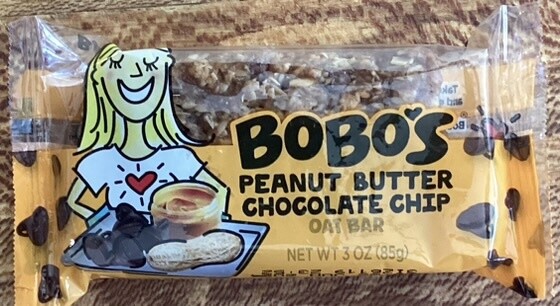 BOBO'S
PEANUT BUTTER
CHOCOLATE CHIP
OAT BAR
NET WT 3 OZ (85g)